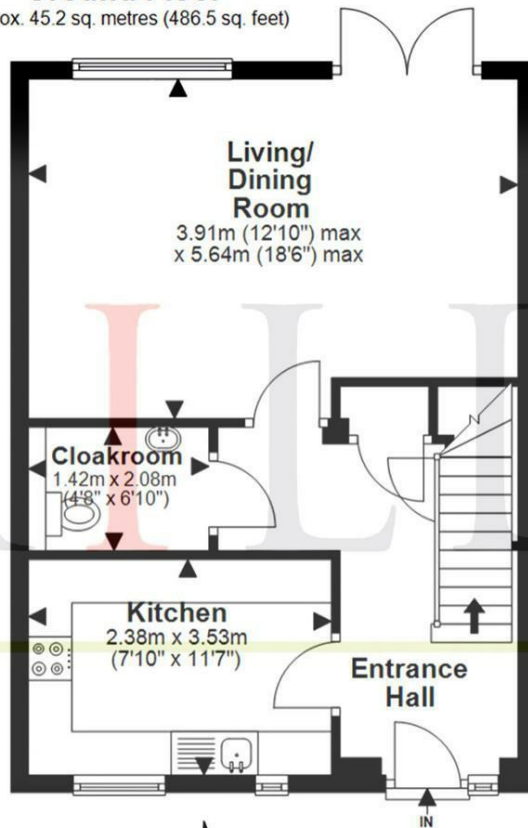 ox. 45.2 sq. metres (486.5 sq. feet)
Living/
Dining
Room
3.91m (12'10") max
x 5.64m (18'6") max
Cloakroom
1.42m x 2.08m
(4'8" x 6'10")
Kitchen
2.38m x 3.53m
(7'10" x 11'7")
Entrance
Hall
IN